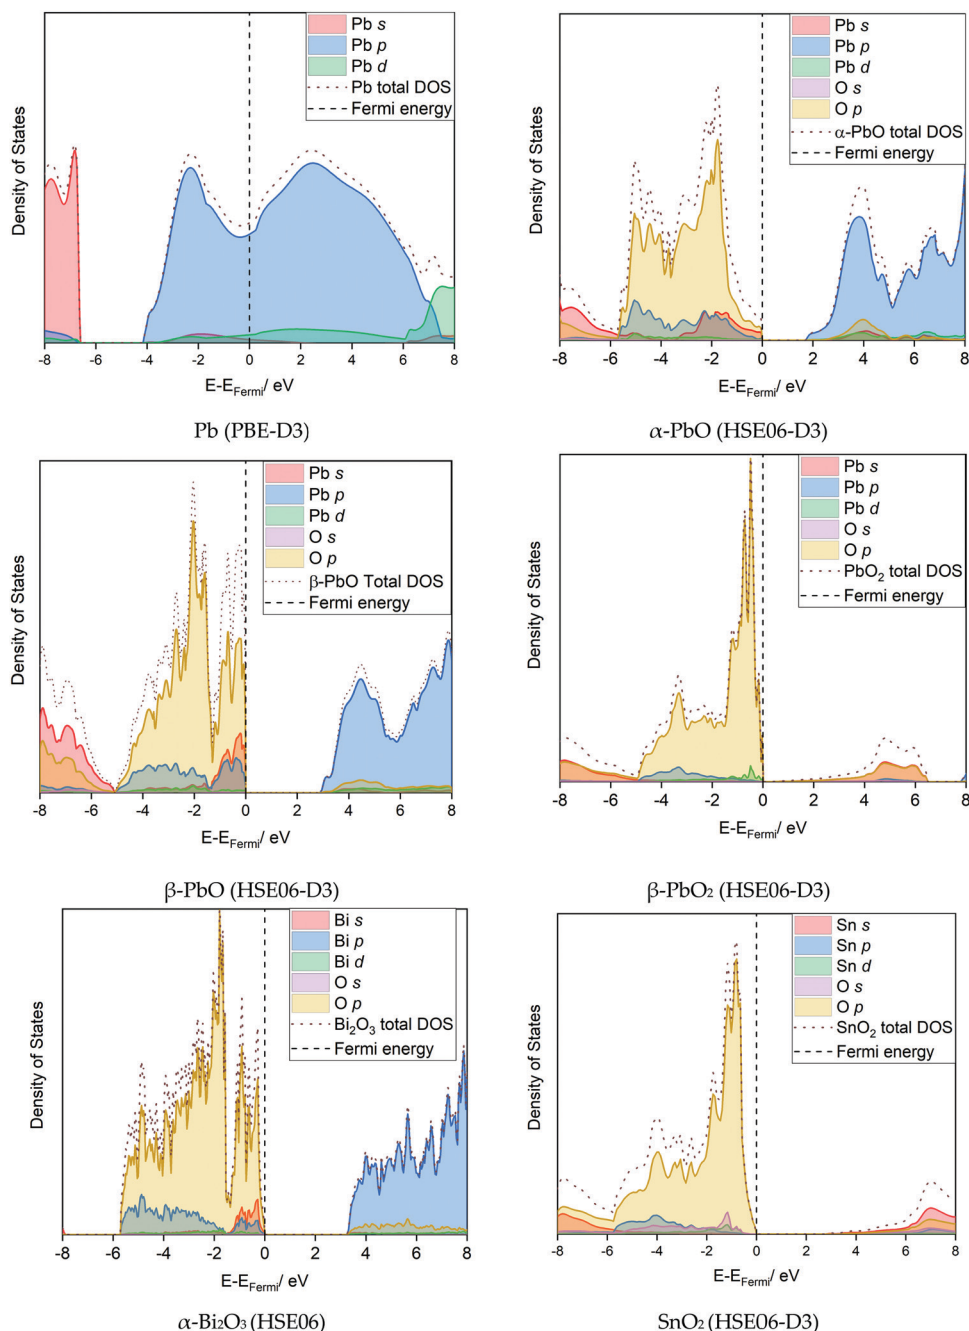 Pb s
Pb p
Pb d
Pb total DOS
Fermi energy
Density of States
-8 -6 -4 -2 0 2 4 6 8
E-EFermi/ eV
Pb (PBE-D3)
Pb s
Pb p
Pb d
O s
O p
α-PbO total DOS
Fermi energy
Density of States
-8 -6 -4 -2 0 2 4 6 8
E-EFermi/ eV
α-PbO (HSE06-D3)
Pb s
Pb p
Pb d
O s
O p
β-PbO Total DOS
Fermi energy
Density of States
-8 -6 -4 -2 0 2 4 6 8
E-EFermi/ eV
β-PbO (HSE06-D3)
Pb s
Pb p
Pb d
O s
O p
PbO2 total DOS
Fermi energy
Density of States
-8 -6 -4 -2 0 2 4 6 8
E-EFermi/ eV
β-PbO2 (HSE06-D3)
Bi s
Bi p
Bi d
O s
O p
Bi2O3 total DOS
Fermi energy
Density of States
-8 -6 -4 -2 0 2 4 6 8
E-EFermi/ eV
α-Bi2O3 (HSE06)
Sn s
Sn p
Sn d
O s
O p
SnO2 total DOS
Fermi energy
Density of States
-8 -6 -4 -2 0 2 4 6 8
E-EFermi/ eV
SnO2 (HSE06-D3)